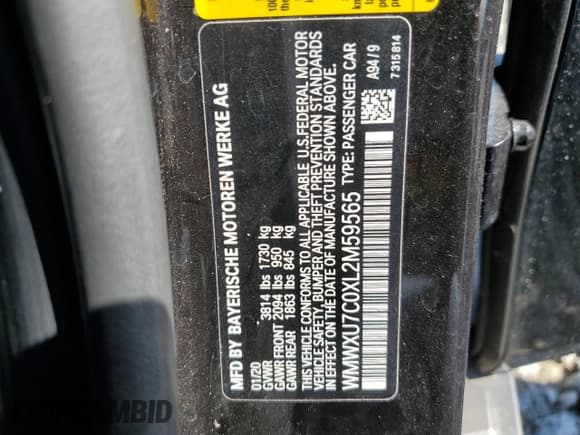 MFD BY BAYERISCHE MOTOREN WERKE AG
01/20
GVWR 3814 lbs 1730 kg
GAWR FRONT 2094 lbs 950 kg
GAWR REAR 1863 lbs 845 kg
THIS VEHICLE CONFORMS TO ALL APPLICABLE U.S. FEDERAL MOTOR
VEHICLE SAFETY, BUMPER AND THEFT PREVENTION STANDARDS
IN EFFECT ON THE DATE OF MANUFACTURE SHOWN ABOVE.
WMWXU7C0XL2M59565 TYPE: PASSENGER CAR
A94/9
7 315 814